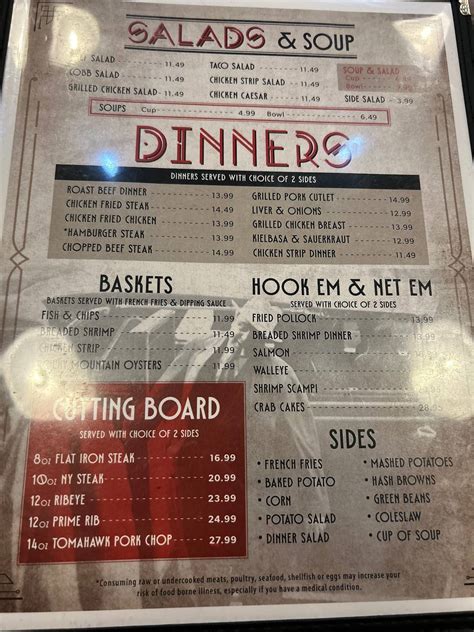 SALADS & SOUP
SALAD 11.49
COBB SALAD 11.49
GRILLED CHICKEN SALAD 11.49
TACO SALAD 11.49
CHICKEN STRIP SALAD 11.49
CHICKEN CAESAR 11.49
SOUP & SALAD
Cup
Bowl
SIDE SALAD 3.99
SOUPS Cup 4.99 Bowl 6.49
DINNERS
DINNERS SERVED WITH CHOICE OF 2 SIDES
ROAST BEEF DINNER 13.99
CHICKEN FRIED STEAK 14.49
CHICKEN FRIED CHICKEN 13.99
*HAMBURGER STEAK 13.99
CHOPPED BEEF STEAK 14.99
GRILLED PORK CUTLET 14.99
LIVER & ONIONS 12.99
GRILLED CHICKEN BREAST 13.99
KIELBASA & SAUERKRAUT 12.99
CHICKEN STRIP DINNER 11.49
BASKETS
BASKETS SERVED WITH FRENCH FRIES & DIPPING SAUCE
FISH & CHIPS 11.99
BREADED SHRIMP 11.49
CHICKEN STRIP 11.99
MOUNTAIN OYSTERS 11.99
HOOK EM & NET EM
SERVED WITH CHOICE OF 2 SIDES
FRIED POLLOCK 13.99
BREADED SHRIMP DINNER
SALMON
WALLEYE
SHRIMP SCAMPI
CRAB CAKES
CUTTING BOARD
SERVED WITH CHOICE OF 2 SIDES
8oz FLAT IRON STEAK 16.99
10oz NY STEAK 20.99
12oz RIBEYE 23.99
12oz PRIME RIB 24.99
14oz TOMAHAWK PORK CHOP 27.99
SIDES
• FRENCH FRIES
• BAKED POTATO
• CORN
• POTATO SALAD
• DINNER SALAD
• MASHED POTATOES
• HASH BROWNS
• GREEN BEANS
• COLESLAW
• CUP OF SOUP
*Consuming raw or undercooked meats, poultry, seafood, shellfish or eggs may increase your
risk of food borne illness, especially if you have a medical condition.